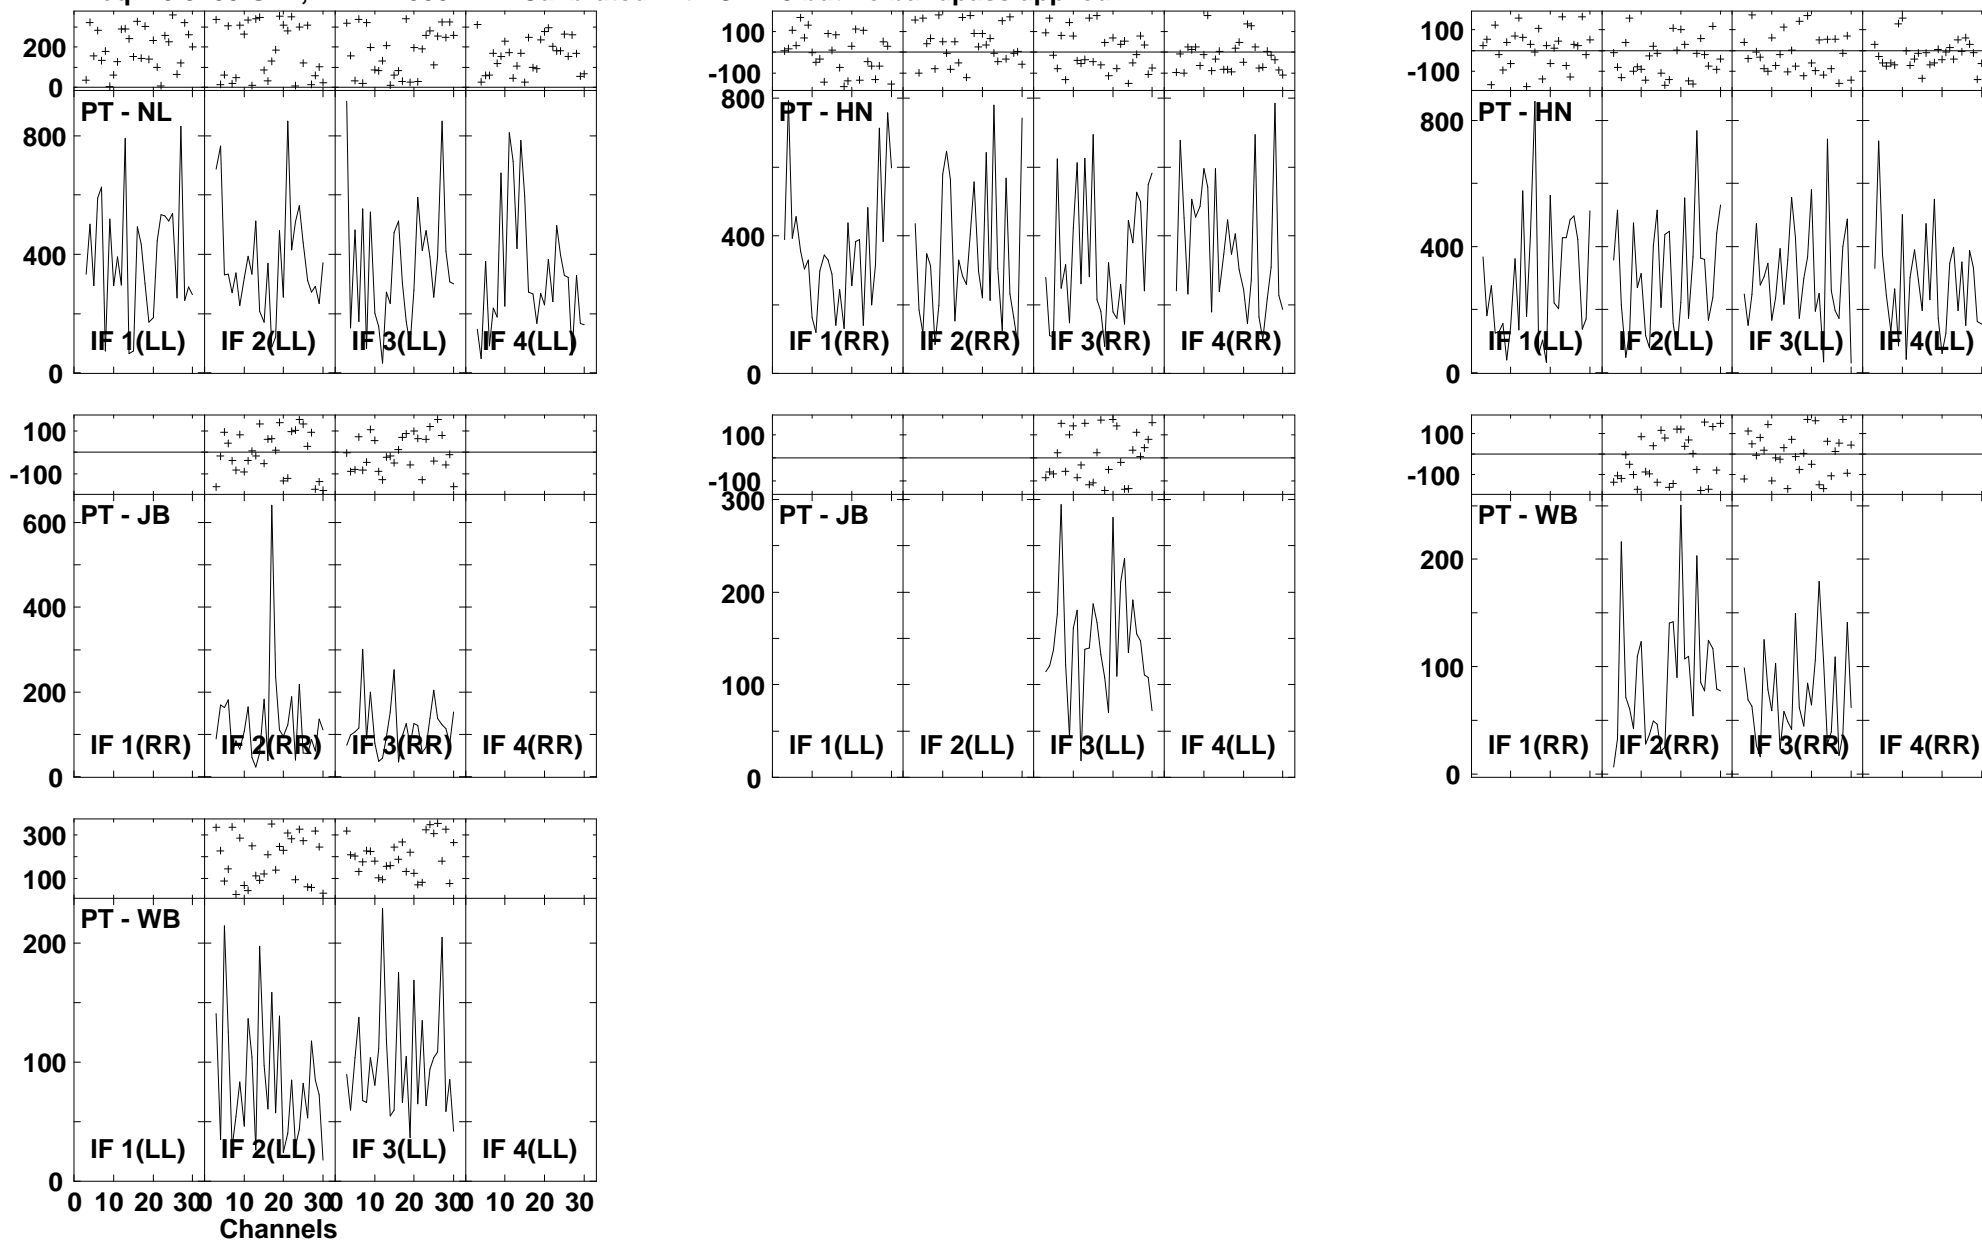 200
0
100
-100
100
-100
PT - NL
800
400
0
IF 1(LL) IF 2(LL) IF 3(LL) IF 4(LL)
PT - HN
800
400
0
IF 1(RR) IF 2(RR) IF 3(RR) IF 4(RR)
PT - HN
800
400
0
IF 1(LL) IF 2(LL) IF 3(LL) IF 4(LL)
100
-100
100
-100
100
-100
PT - JB
600
400
200
0
IF 1(RR) IF 2(RR) IF 3(RR) IF 4(RR)
PT - JB
300
200
100
0
IF 1(LL) IF 2(LL) IF 3(LL) IF 4(LL)
PT - WB
200
100
0
IF 1(RR) IF 2(RR) IF 3(RR) IF 4(RR)
300
100
PT - WB
200
100
0
IF 1(LL) IF 2(LL) IF 3(LL) IF 4(LL)
0 10 20 30 0 10 20 30 0 10 20 30 0 10 20 30
Channels